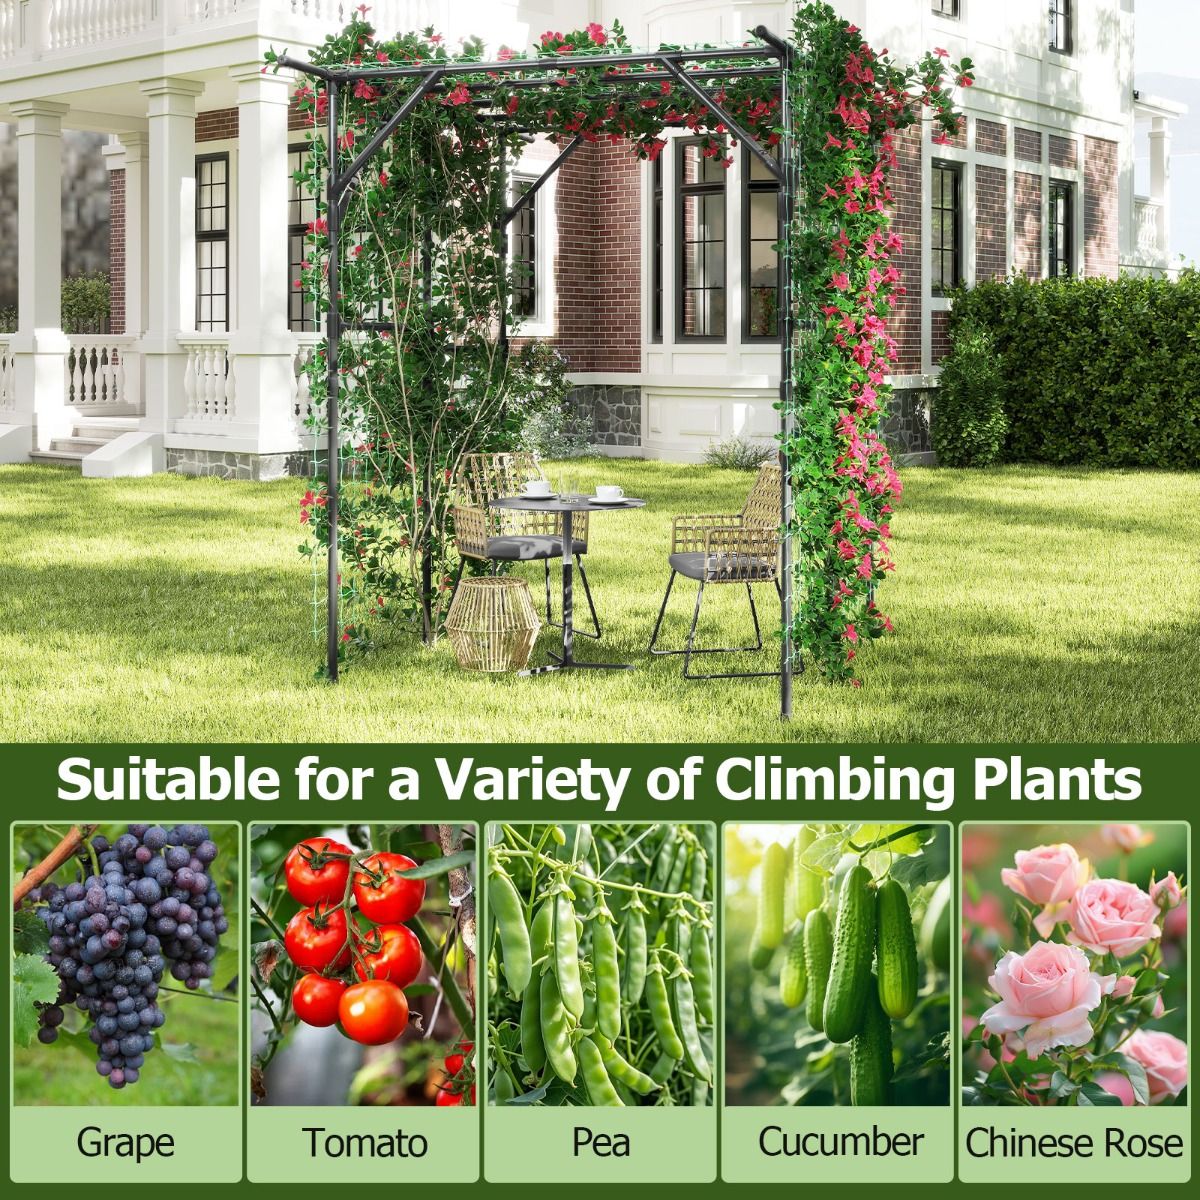 Suitable for a Variety of Climbing Plants
Grape
Tomato
Pea
Cucumber
Chinese Rose